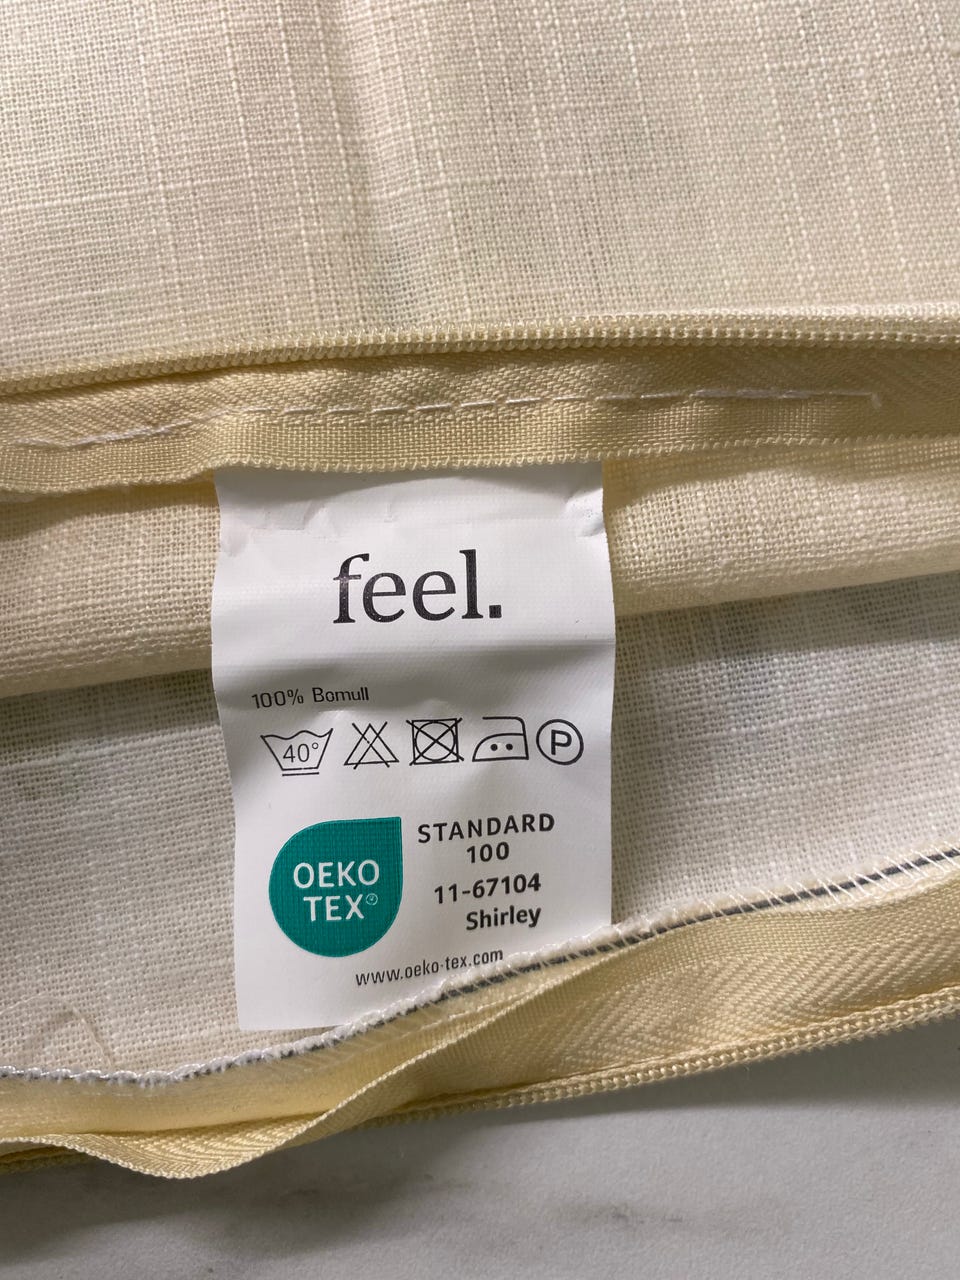 feel.
100% Bomull
40°
P
OEKO
TEX®
STANDARD
100
11-67104
Shirley
www.oeko-tex.com